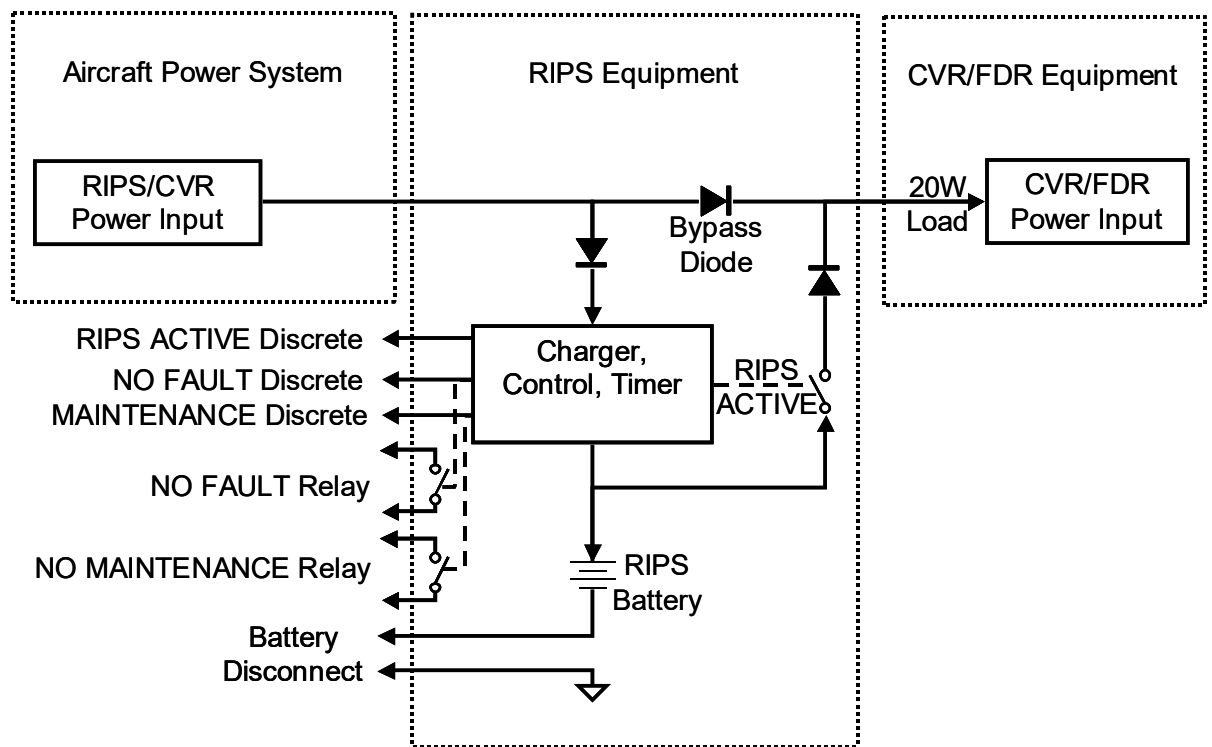 Aircraft Power System
RIPS Equipment
CVR/FDR Equipment
RIPS/CVR
Power Input
20W
Load
CVR/FDR
Power Input
Bypass
Diode
RIPS ACTIVE Discrete
NO FAULT Discrete
MAINTENANCE Discrete
Charger,
Control, Timer
RIPS
ACTIVE
NO FAULT Relay
NO MAINTENANCE Relay
RIPS
Battery
Battery
Disconnect